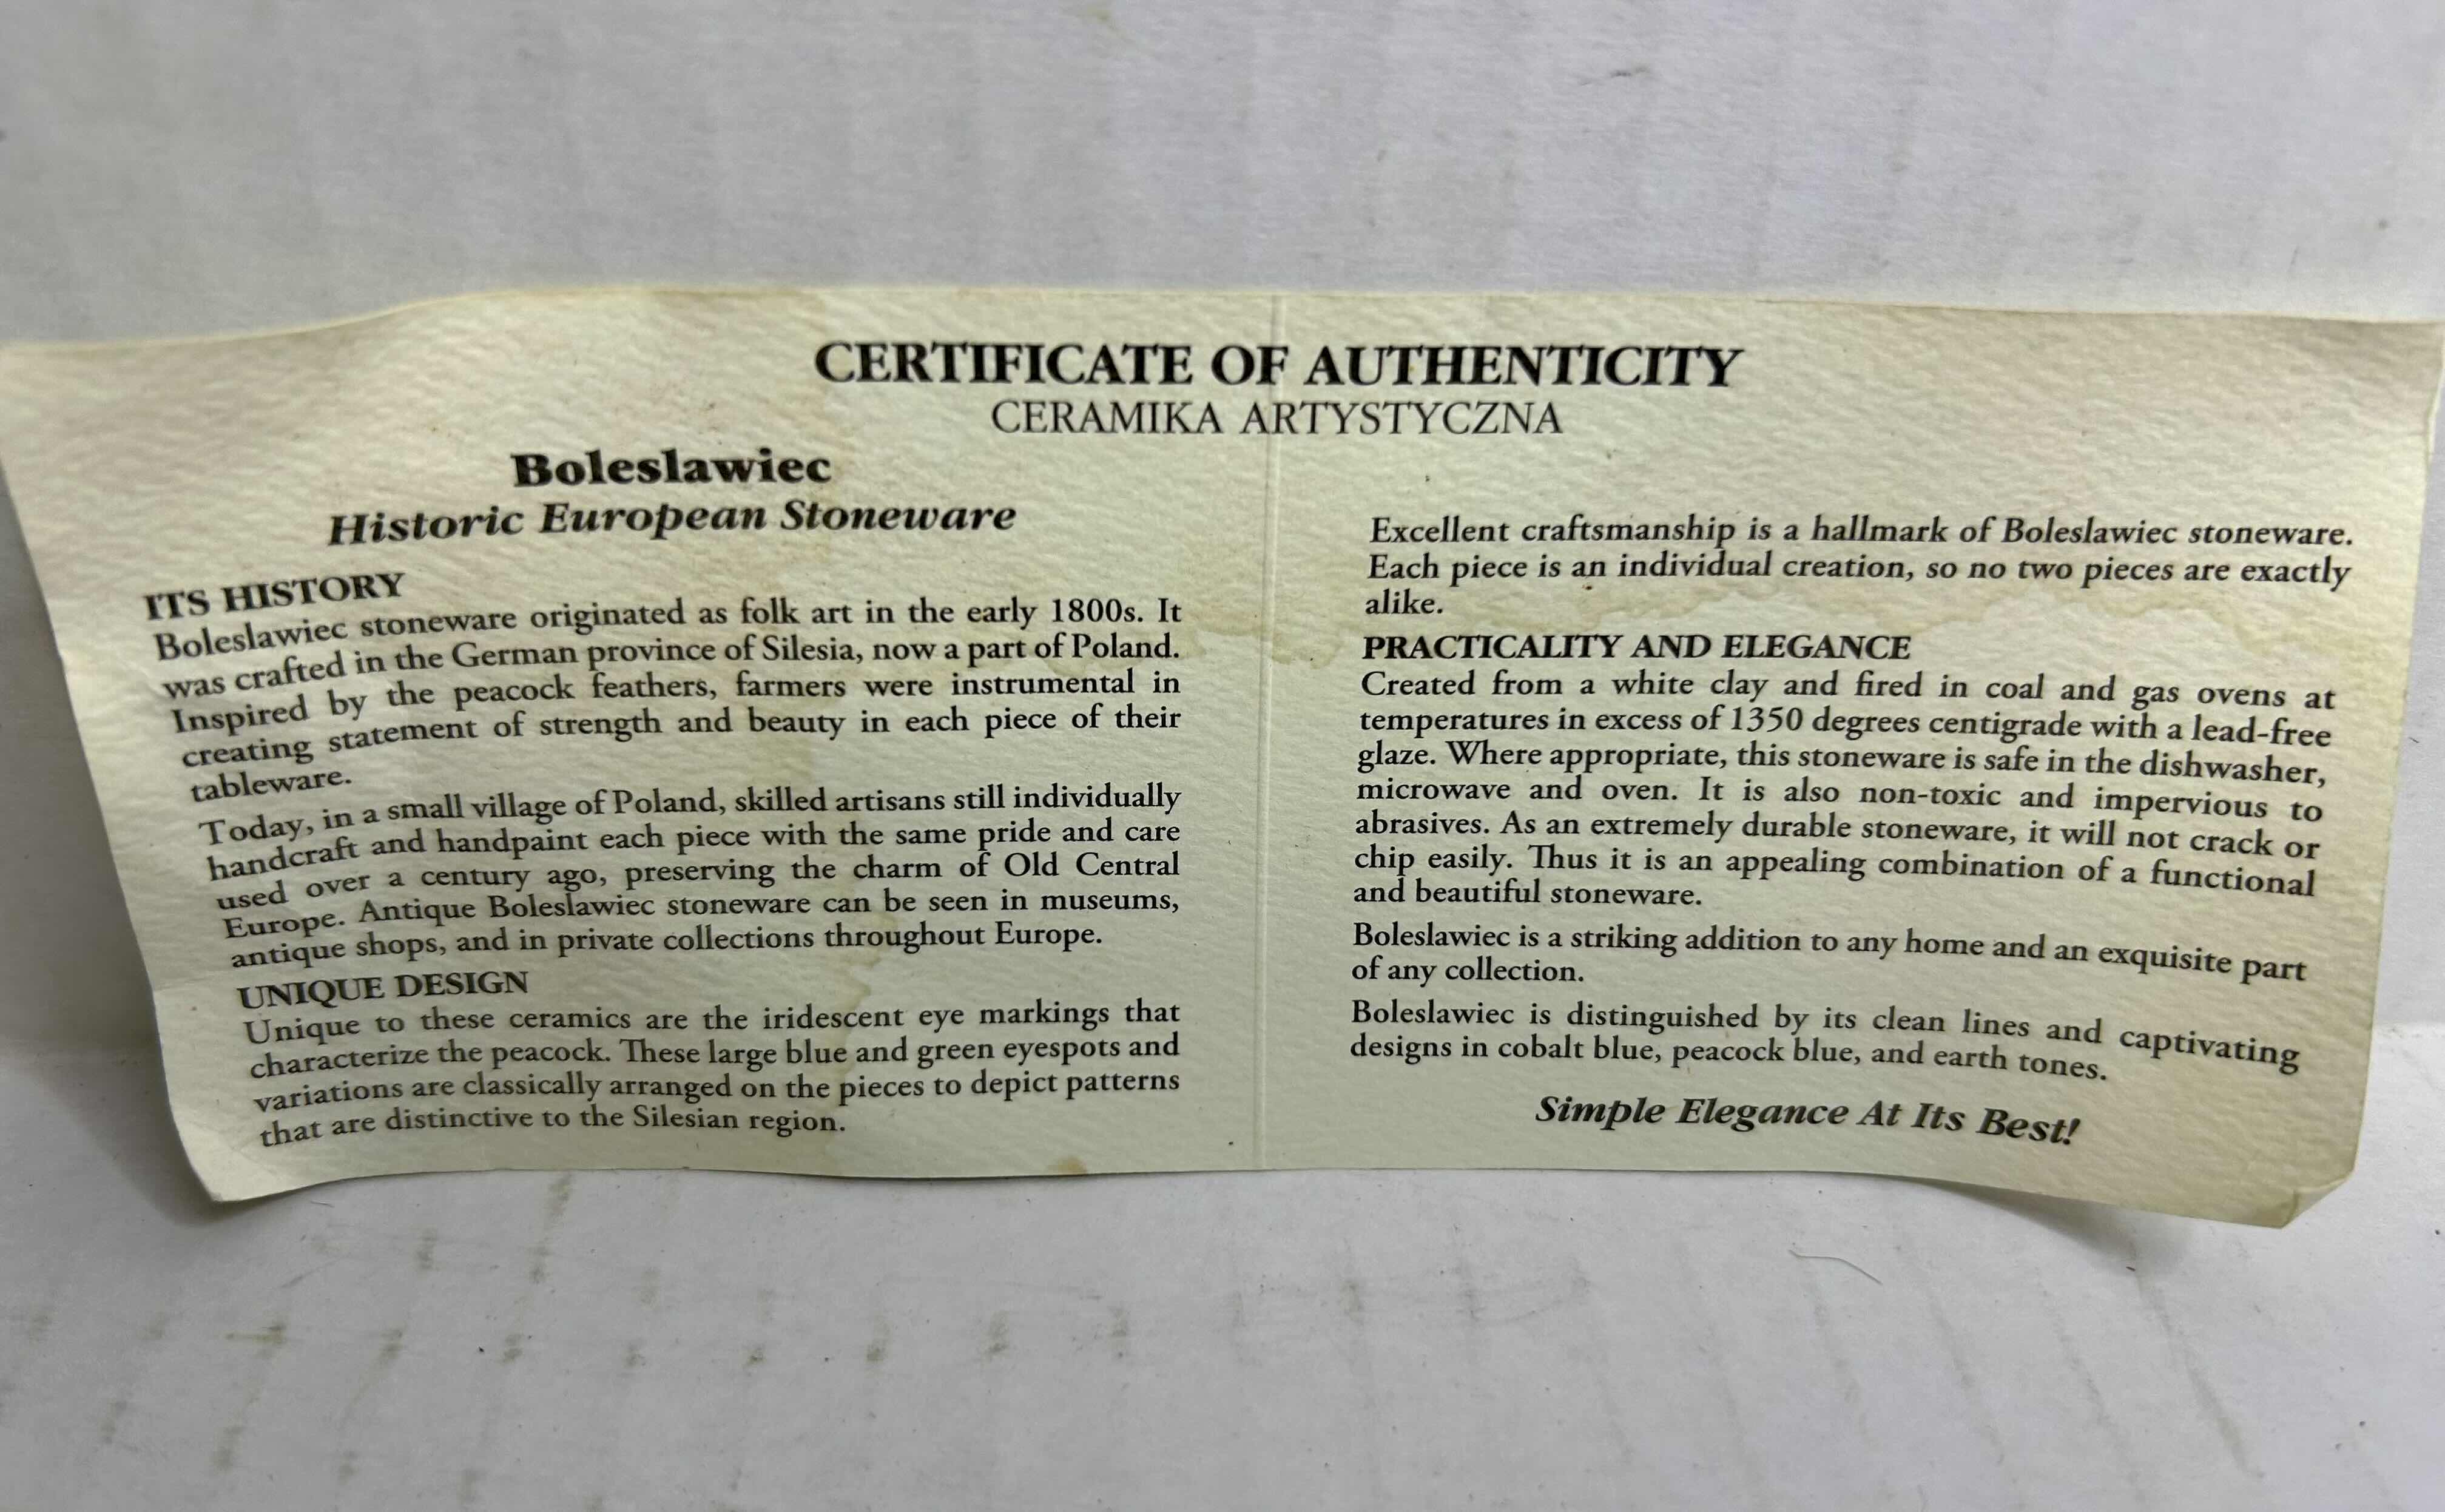 CERTIFICATE OF AUTHENTICITY
CERAMIKA ARTYSTYCZNA
Boleslawiec
Historic European Stoneware
ITS HISTORY
Boleslawiec stoneware originated as folk art in the early 1800s. It
was crafted in the German province of Silesia, now a part of Poland.
Inspired by the peacock feathers, farmers were instrumental in
creating statement of strength and beauty in each piece of their
tableware.
Today, in a small village of Poland, skilled artisans still individually
handcraft and handpaint each piece with the same pride and care
used over a century ago, preserving the charm of Old Central
Europe. Antique Boleslawiec stoneware can be seen in museums,
antique shops, and in private collections throughout Europe.
UNIQUE DESIGN
Unique to these ceramics are the iridescent eye markings that
characterize the peacock. These large blue and green eyespots and
variations are classically arranged on the pieces to depict patterns
that are distinctive to the Silesian region.
Excellent craftsmanship is a hallmark of Boleslawiec stoneware.
Each piece is an individual creation, so no two pieces are exactly
alike.
PRACTICALITY AND ELEGANCE
Created from a white clay and fired in coal and gas ovens at
temperatures in excess of 1350 degrees centigrade with a lead-free
glaze. Where appropriate, this stoneware is safe in the dishwasher,
microwave and oven. It is also non-toxic and impervious to
abrasives. As an extremely durable stoneware, it will not crack or
chip easily. Thus it is an appealing combination of a functional
and beautiful stoneware.
Boleslawiec is a striking addition to any home and an exquisite part
of any collection.
Boleslawiec is distinguished by its clean lines and captivating
designs in cobalt blue, peacock blue, and earth tones.
Simple Elegance At Its Best!